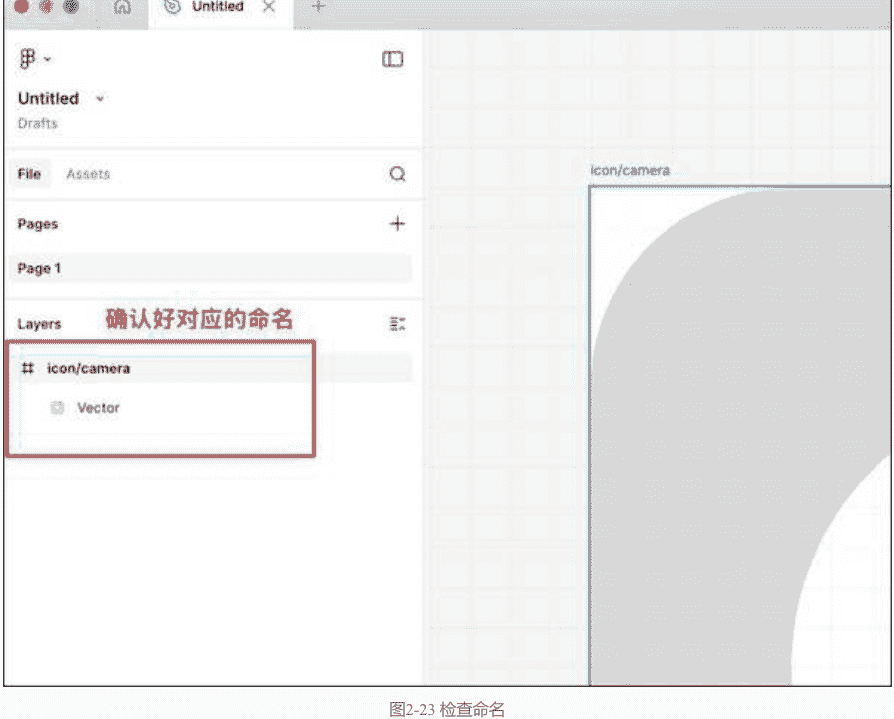 Untitled
Untitled
Drafts
File Assets
Pages
Page 1
Layers 确认好对应的命名
icon/camera
Vector
icon/camera
图2-23 检查命名